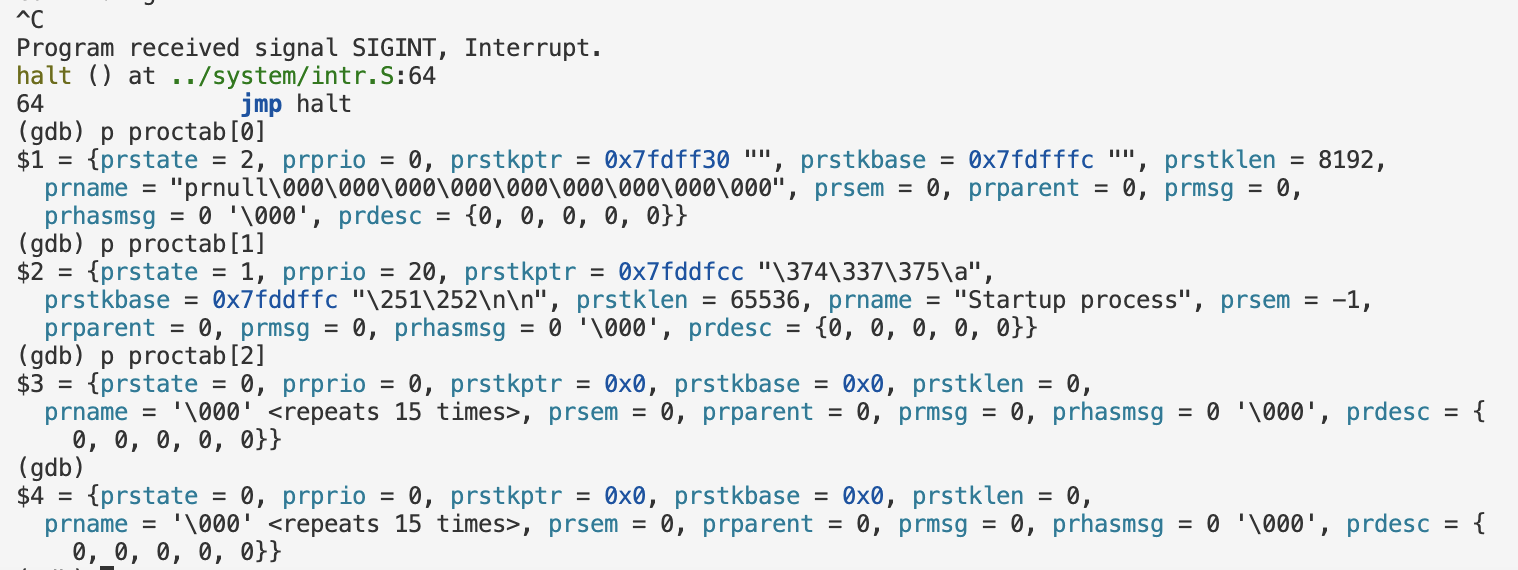 ^C
Program received signal SIGINT, Interrupt.
halt () at ../system/intr.S:64
64              jmp halt
(gdb) p proctab[0]
$1 = {prstate = 2, prprio = 0, prstkptr = 0x7fdff30 "", prstkbase = 0x7fdfffc "", prstklen = 8192,
  prname = "prnull\000\000\000\000\000\000\000\000\000", prsem = 0, prparent = 0, prmsg = 0,
  prhasmsg = 0 '\000', prdesc = {0, 0, 0, 0, 0}}
(gdb) p proctab[1]
$2 = {prstate = 1, prprio = 20, prstkptr = 0x7fddfcc "\374\337\375\a",
  prstkbase = 0x7fddffc "\251\252\n\n", prstklen = 65536, prname = "Startup process", prsem = -1,
  prparent = 0, prmsg = 0, prhasmsg = 0 '\000', prdesc = {0, 0, 0, 0, 0}}
(gdb) p proctab[2]
$3 = {prstate = 0, prprio = 0, prstkptr = 0x0, prstkbase = 0x0, prstklen = 0,
  prname = '\000' <repeats 15 times>, prsem = 0, prparent = 0, prmsg = 0, prhasmsg = 0 '\000', prdesc = {
    0, 0, 0, 0, 0}}
(gdb)
$4 = {prstate = 0, prprio = 0, prstkptr = 0x0, prstkbase = 0x0, prstklen = 0,
  prname = '\000' <repeats 15 times>, prsem = 0, prparent = 0, prmsg = 0, prhasmsg = 0 '\000', prdesc = {
    0, 0, 0, 0, 0}}